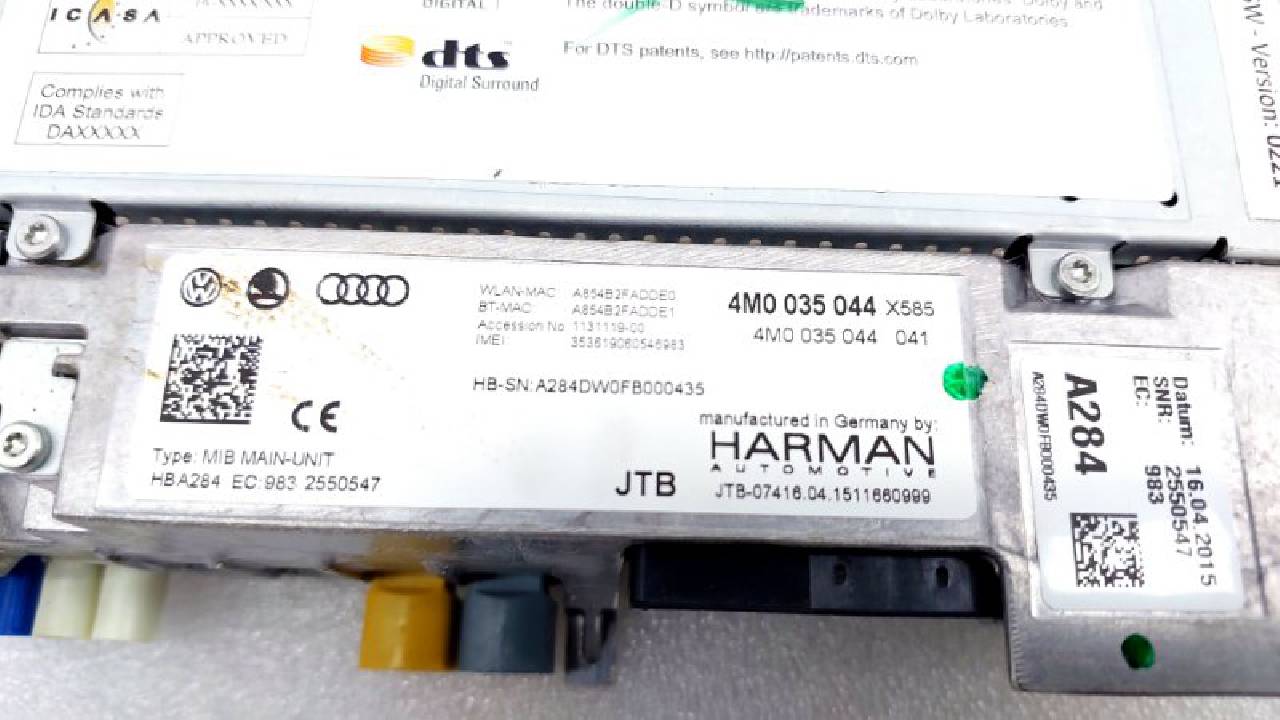 ICASA
APPROVED
DIGITAL
The double-D symbol are trademarks of Dolby Laboratories
dts
Digital Surround
For DTS patents, see http://patents.dts.com
Complies with
IDA Standards
DAXXXXX
SW - Version: 0221
WLAN-MAC: A854B2FADDE0
BT-MAC: A854B2FADDE1
Accession No 1131119-00
IMEI: 353619060546983
4M0 035 044 X585
4M0 035 044 041
HB-SN: A284DW0FB000435
CE
manufactured in Germany by:
HARMAN
AUTOMOTIVE
Type: MIB MAIN-UNIT
HBA284 EC:983 2550547
JTB
JTB-07416.04.1511660999
Datum: 16.04.2015
SNR: 2550547
EC: 983
A284
A284DW0FB000435